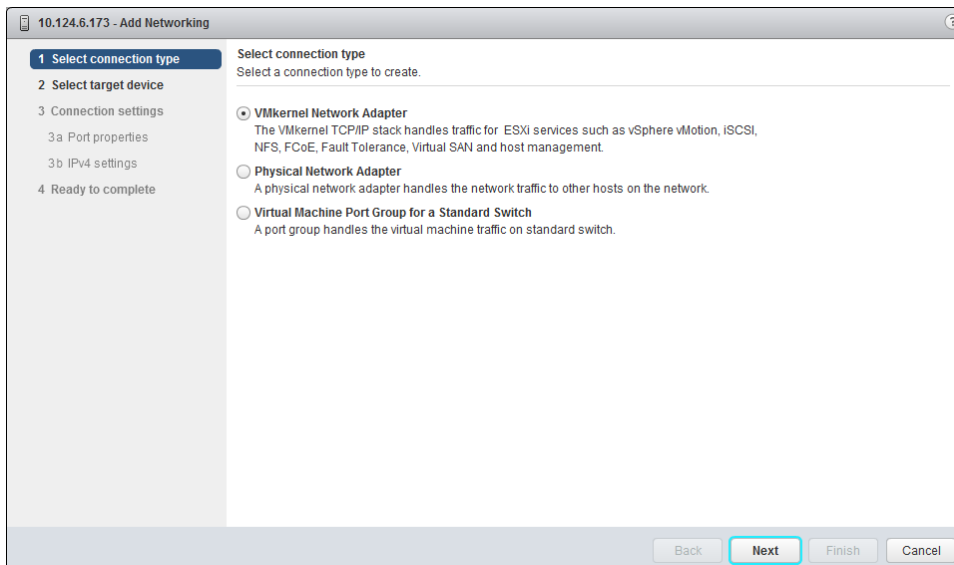 10.124.6.173 - Add Networking
?
1 Select connection type
2 Select target device
3 Connection settings
3a Port properties
3b IPv4 settings
4 Ready to complete
Select connection type
Select a connection type to create.
VMkernel Network Adapter
The VMkernel TCP/IP stack handles traffic for ESXi services such as vSphere vMotion, iSCSI,
NFS, FCoE, Fault Tolerance, Virtual SAN and host management.
Physical Network Adapter
A physical network adapter handles the network traffic to other hosts on the network.
Virtual Machine Port Group for a Standard Switch
A port group handles the virtual machine traffic on standard switch.
Back Next Finish Cancel